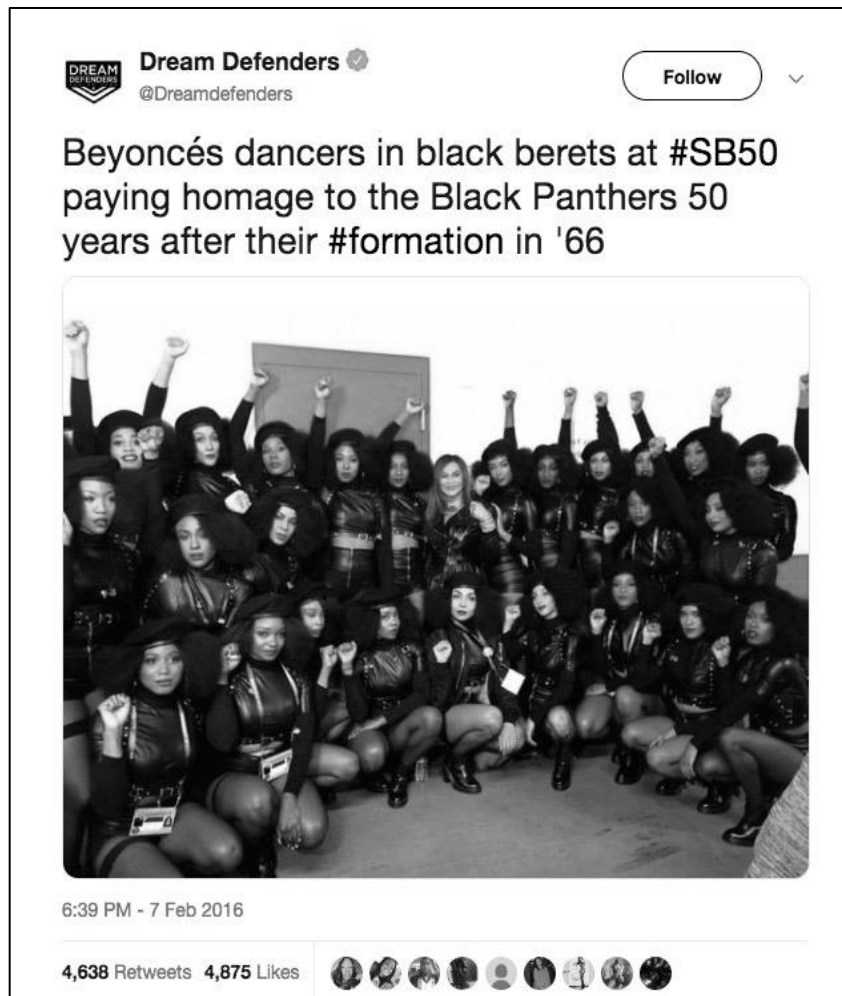 DREAM
DEFENDERS
Dream Defenders
@Dreamdefenders
Follow
Beyoncés dancers in black berets at #SB50
paying homage to the Black Panthers 50
years after their #formation in '66
6:39 PM - 7 Feb 2016
4,638 Retweets 4,875 Likes